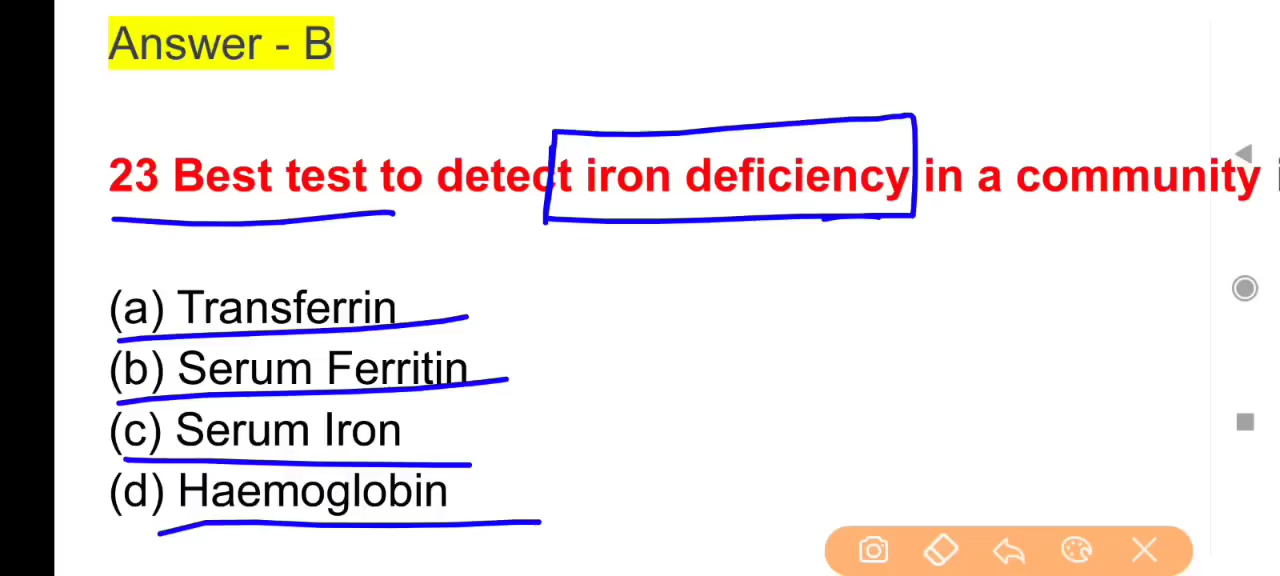 Answer - B
23 Best test to detect iron deficiency in a community
(a) Transferrin
(b) Serum Ferritin
(c) Serum Iron
(d) Haemoglobin